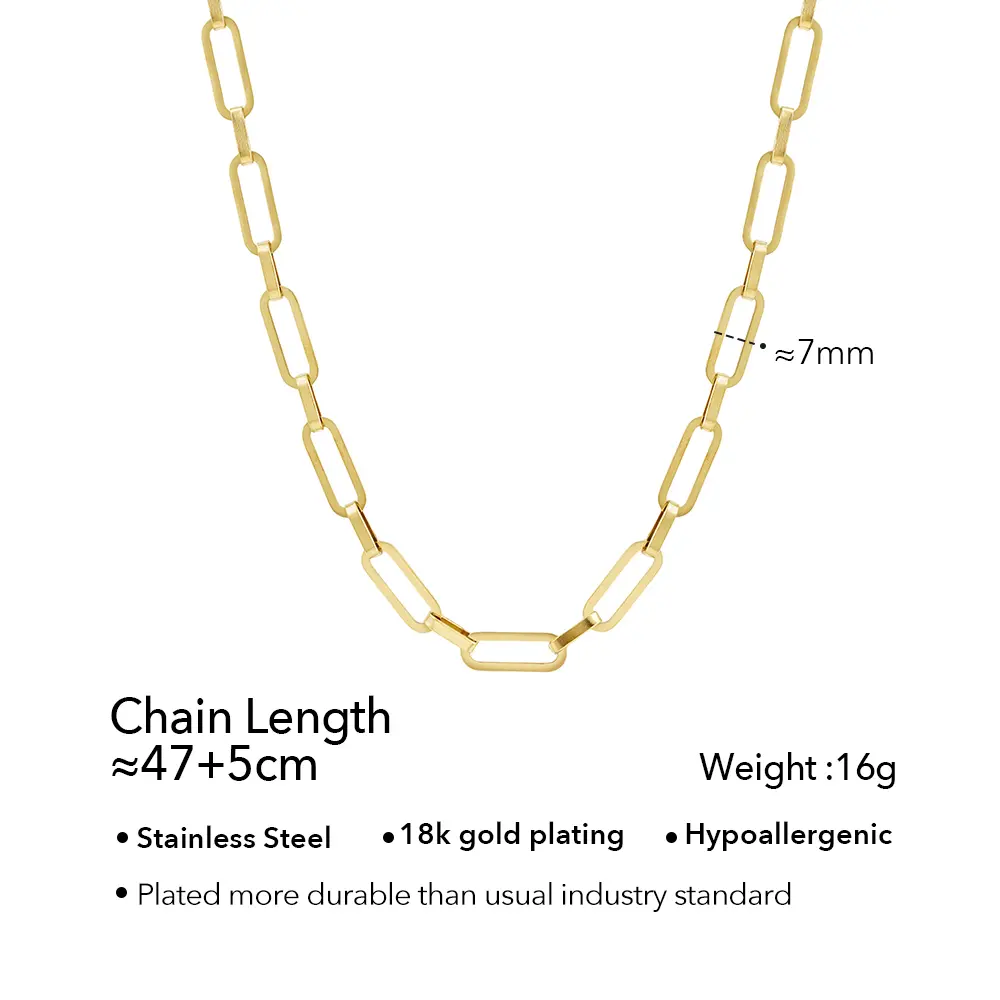 ≈7mm
Chain Length
≈47+5cm
Weight :16g
• Stainless Steel
• 18k gold plating
• Hypoallergenic
• Plated more durable than usual industry standard